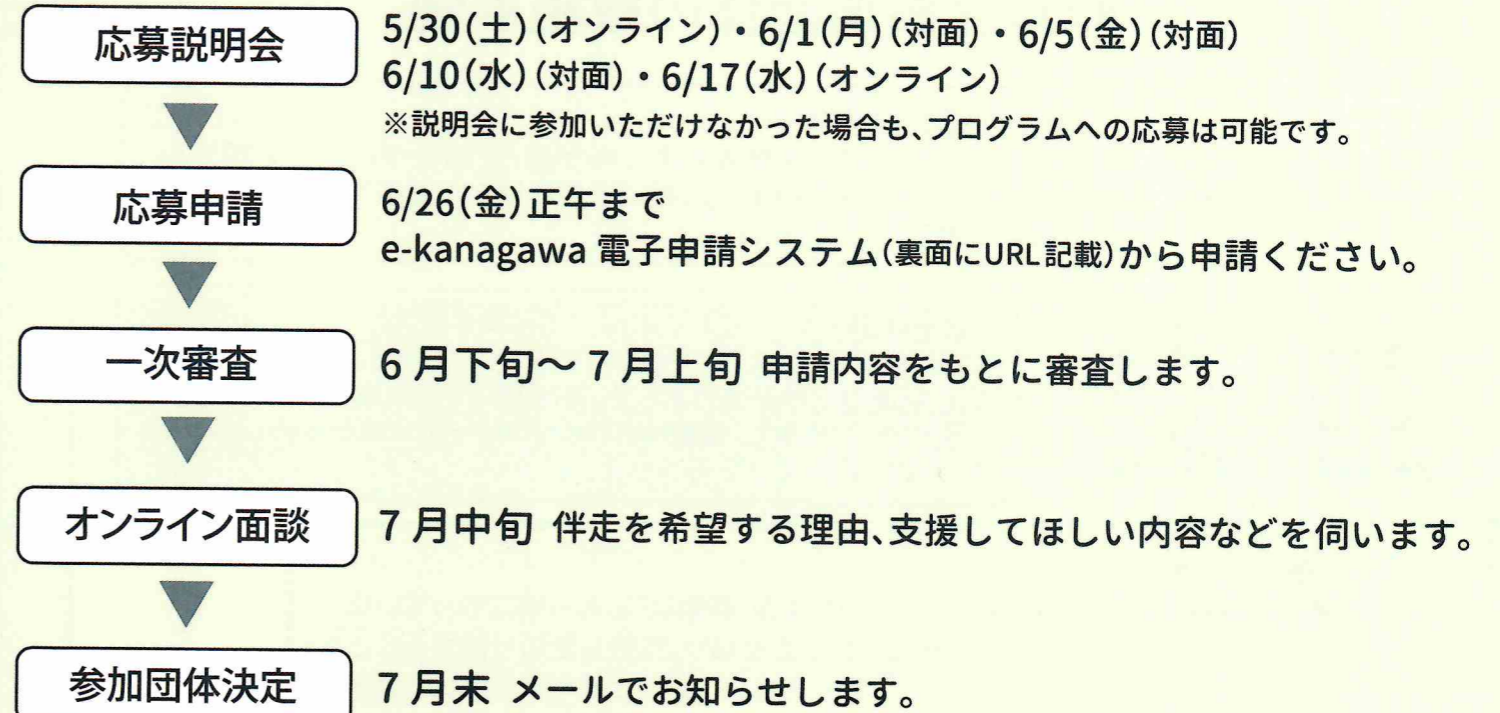 応募説明会
5/30(土)(オンライン)・6/1(月)(対面)・6/5(金)(対面)
6/10(水)(対面)・6/17(水)(オンライン)
※説明会に参加いただけなかった場合も、プログラムへの応募は可能です。
応募申請
6/26(金)正午まで
e-kanagawa 電子申請システム(裏面にURL記載)から申請ください。
一次審査
6月下旬～7月上旬 申請内容をもとに審査します。
オンライン面談
7月中旬 伴走を希望する理由、支援してほしい内容などを伺います。
参加団体決定
7月末 メールでお知らせします。